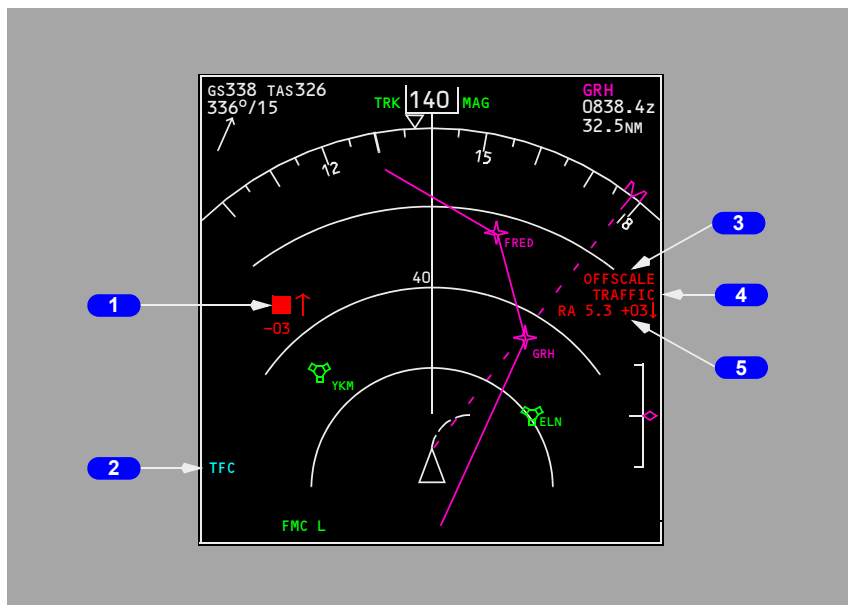 GS338 TAS326
336°/15
TRK 140 MAG
GRH
0838.4z
32.5NM
12
15
18
FRED
3
40
OFFSCALE
TRAFFIC
RA 5.3 +03↓
4
1
-03
GRH
5
YKM
ELN
2
TFC
FMC L